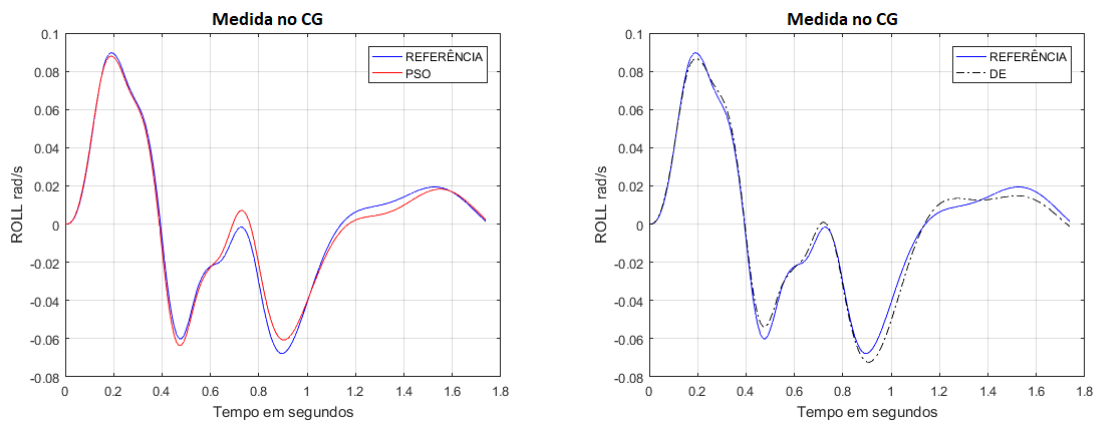 Medida no CG
0.1
0.08
0.06
0.04
0.02
0
-0.02
-0.04
-0.06
-0.08
ROLL rad/s
REFERÊNCIA
PSO
0 0.2 0.4 0.6 0.8 1 1.2 1.4 1.6 1.8
Tempo em segundos
Medida no CG
0.1
0.08
0.06
0.04
0.02
0
-0.02
-0.04
-0.06
-0.08
ROLL rad/s
REFERÊNCIA
DE
0 0.2 0.4 0.6 0.8 1 1.2 1.4 1.6 1.8
Tempo em segundos